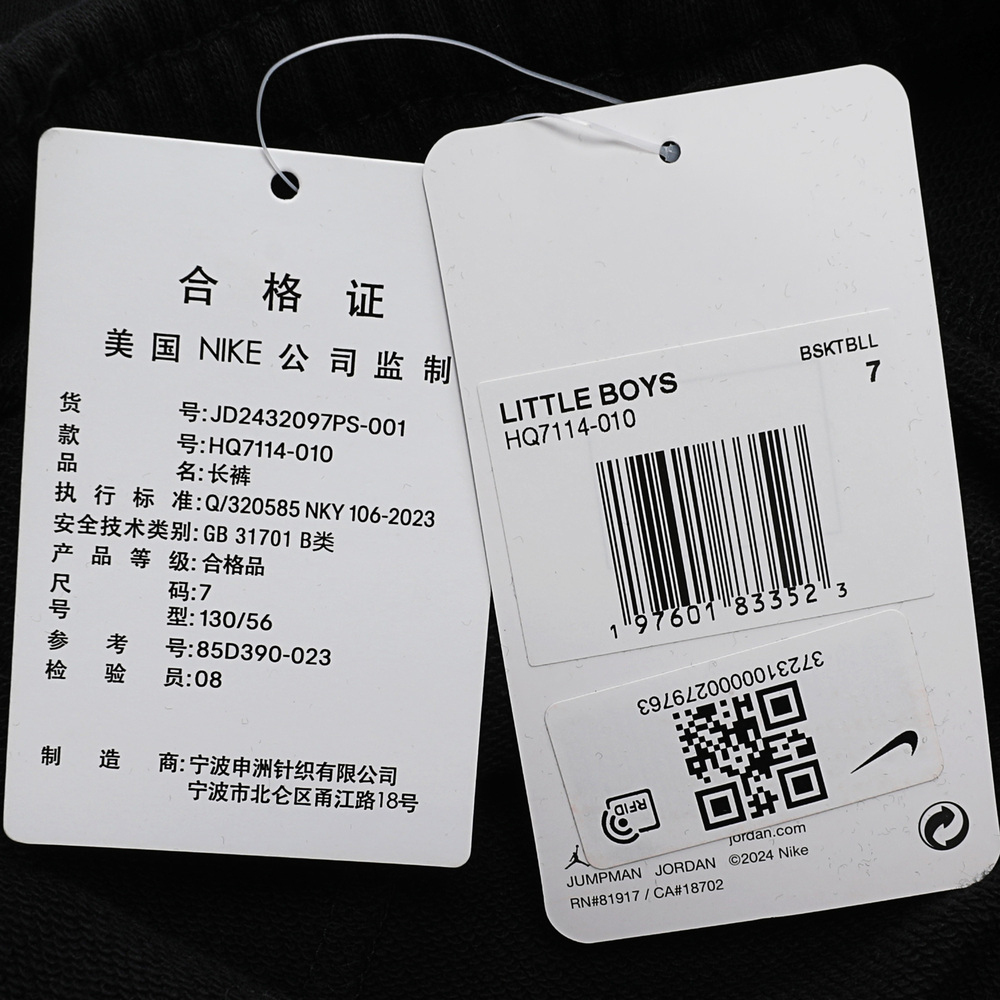 合格证
美国NIKE公司监制
货号:JD2432097PS-001
款号:HQ7114-010
品名:长裤
执行标准:Q/320585 NKY 106-2023
安全技术类别:GB 31701 B类
产品等级:合格品
尺码:7
号型:130/56
参考号:85D390-023
检验员:08
制造商:宁波申洲针织有限公司
宁波市北仑区甬江路18号
BSKTBLL
LITTLE BOYS 7
HQ7114-010
1 97601 83352 3
3723100000279763
RFID
jordan.com
JUMPMAN JORDAN ©2024 Nike
RN#81917 / CA#18702